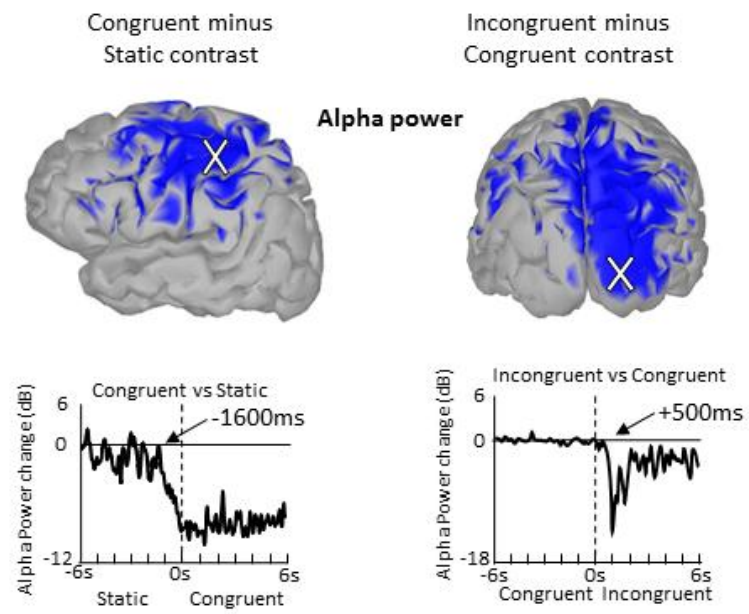 Congruent minus
Static contrast
Incongruent minus
Congruent contrast
Alpha power
X
X
Alpha Power change (dB)
Congruent vs Static
6
0
-12
-1600ms
-6s
0s
6s
Static
Congruent
Alpha Power change (dB)
Incongruent vs Congruent
6
0
-18
+500ms
-6s
0s
6s
Congruent
Incongruent